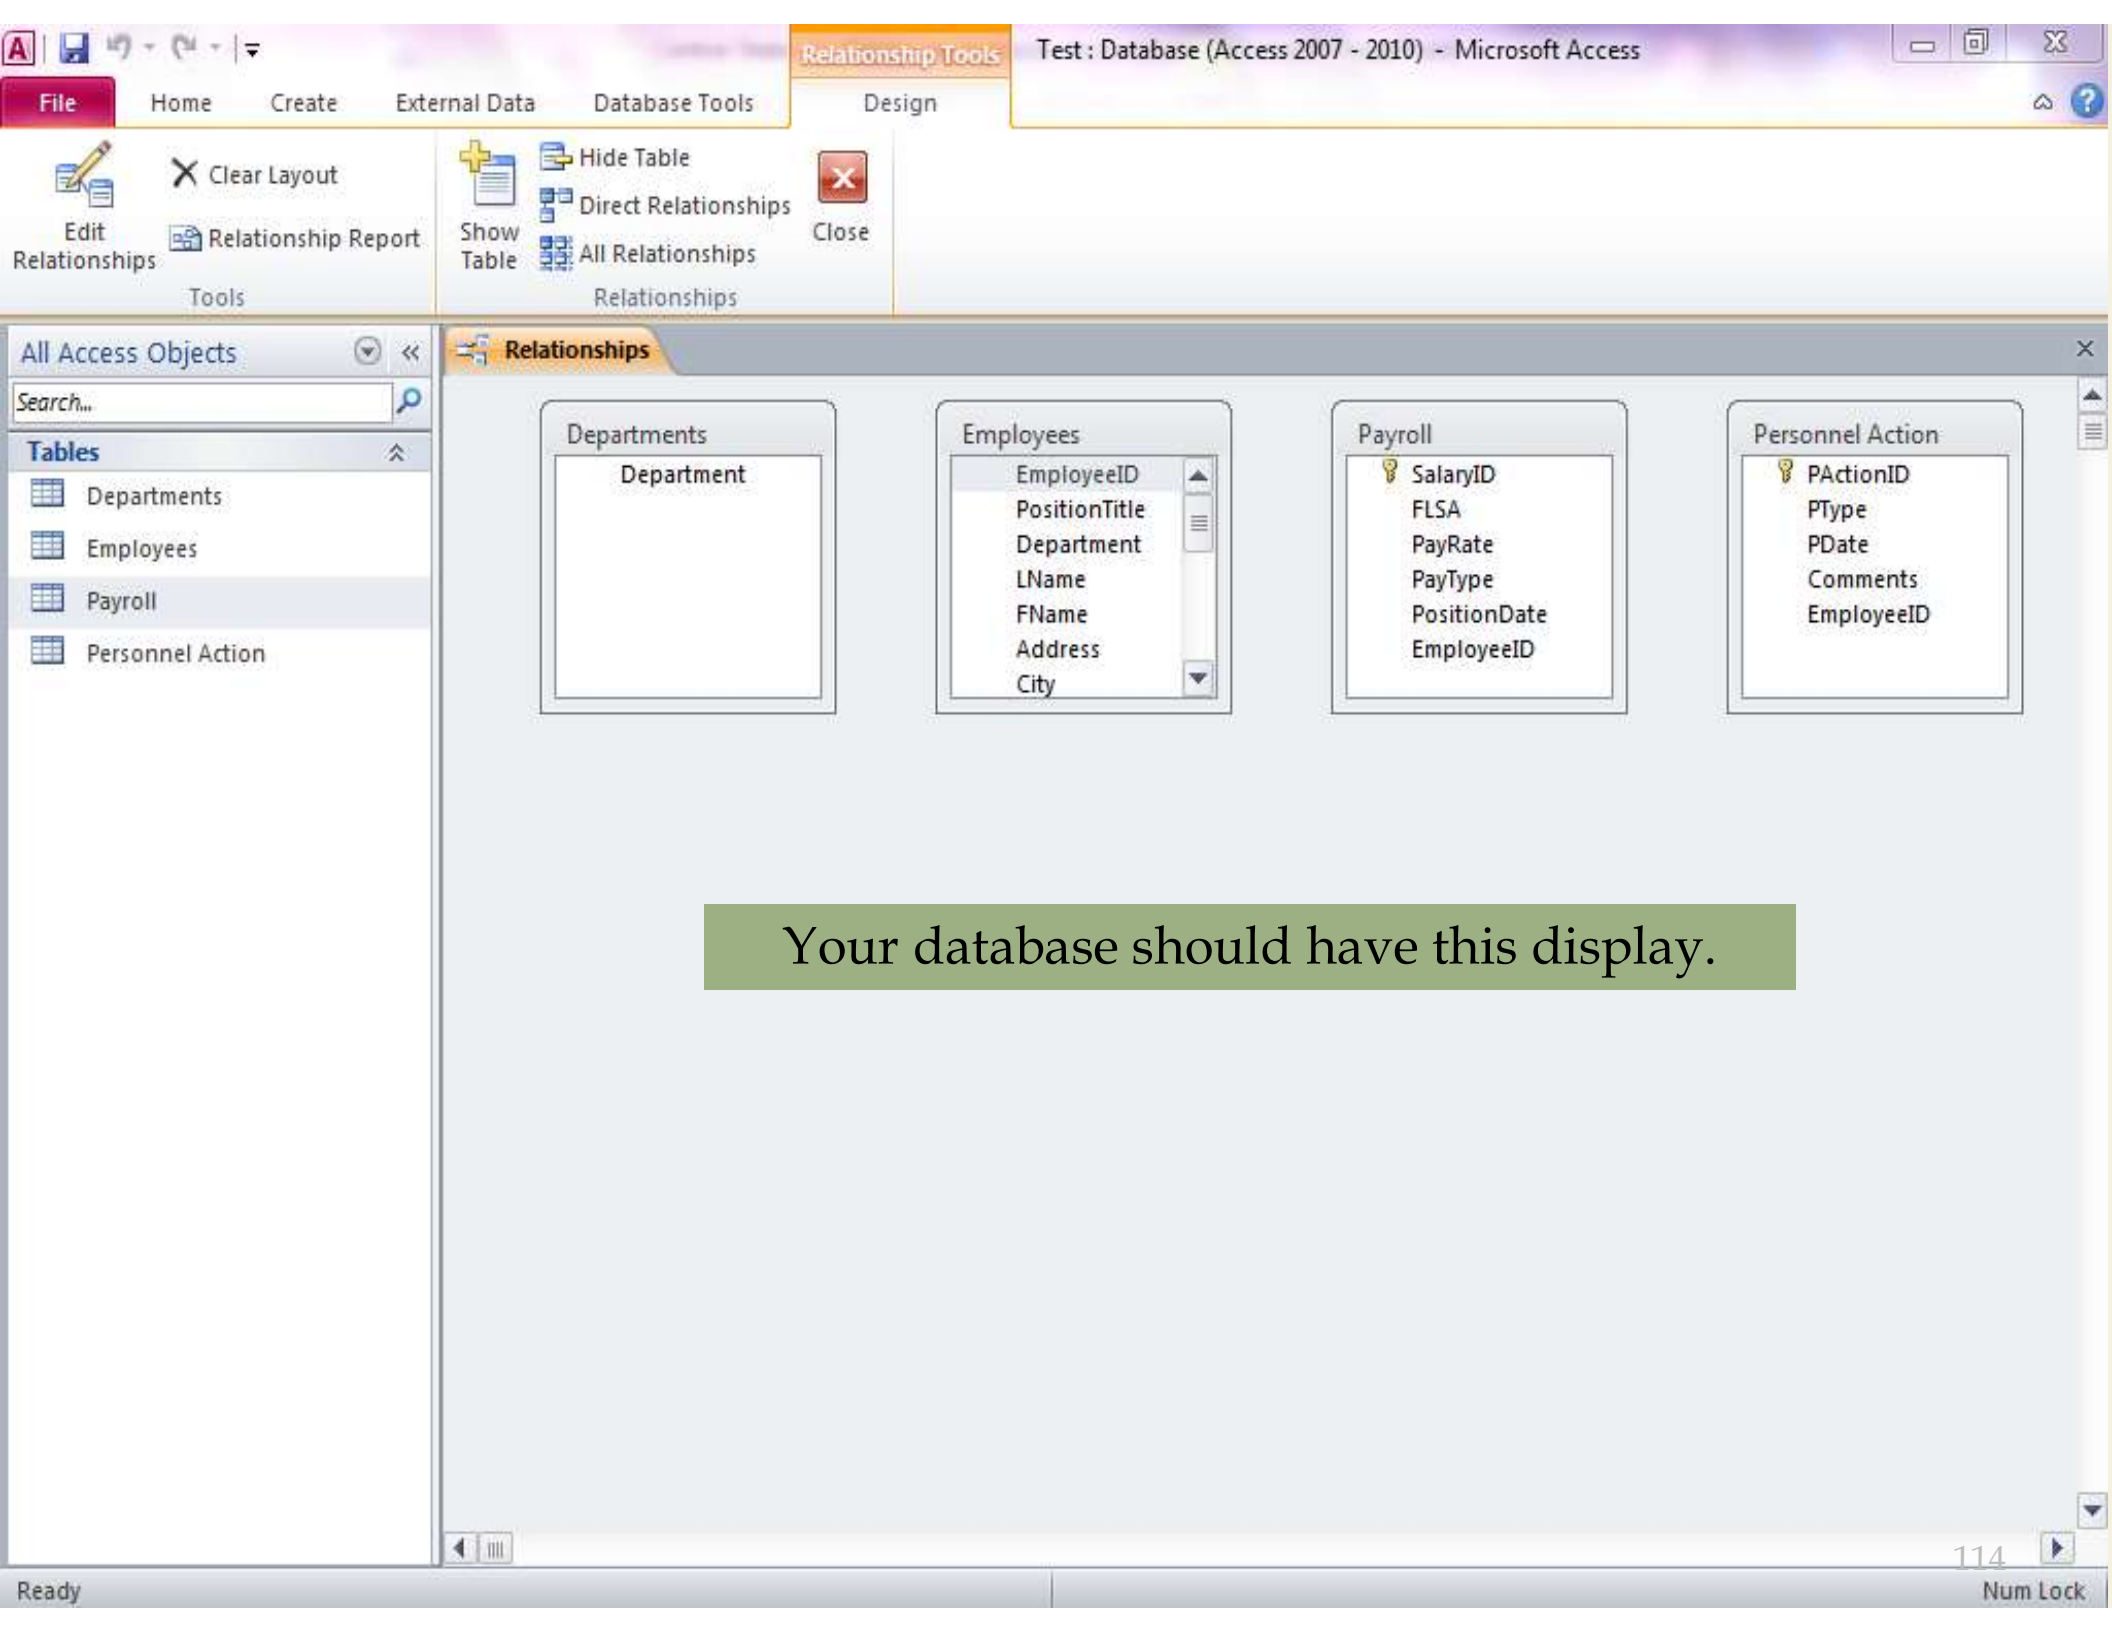 Relationship Tools
Test : Database (Access 2007 - 2010) - Microsoft Access
File Home Create External Data Database Tools Design
Edit
Relationships
Clear Layout
Relationship Report
Tools
Show
Table
Hide Table
Direct Relationships
All Relationships
Close
Relationships
All Access Objects
Search...
Tables
Departments
Employees
Payroll
Personnel Action
Relationships
Departments
Department
Employees
EmployeeID
PositionTitle
Department
LName
FName
Address
City
Payroll
SalaryID
FLSA
PayRate
PayType
PositionDate
EmployeeID
Personnel Action
PActionID
PType
PDate
Comments
EmployeeID
Your database should have this display.
114
Ready
Num Lock